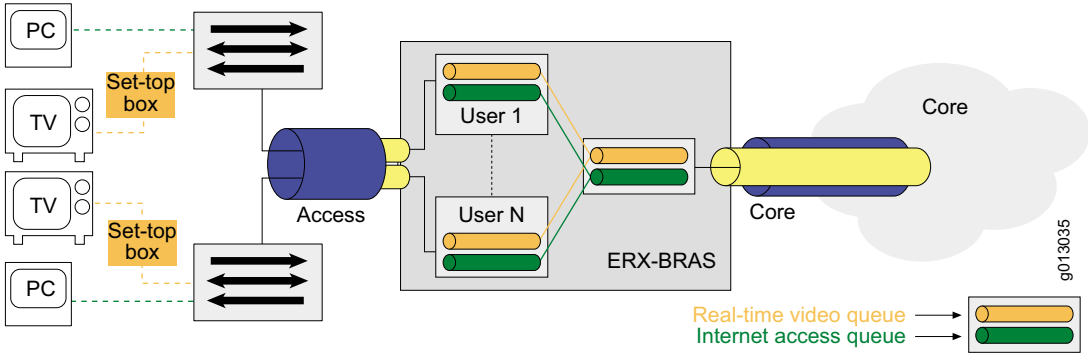 PC
Set-top
box
TV
TV
Set-top
box
PC
Access
User 1
User N
ERX-BRAS
Core
Core
g013035
Real-time video queue
Internet access queue